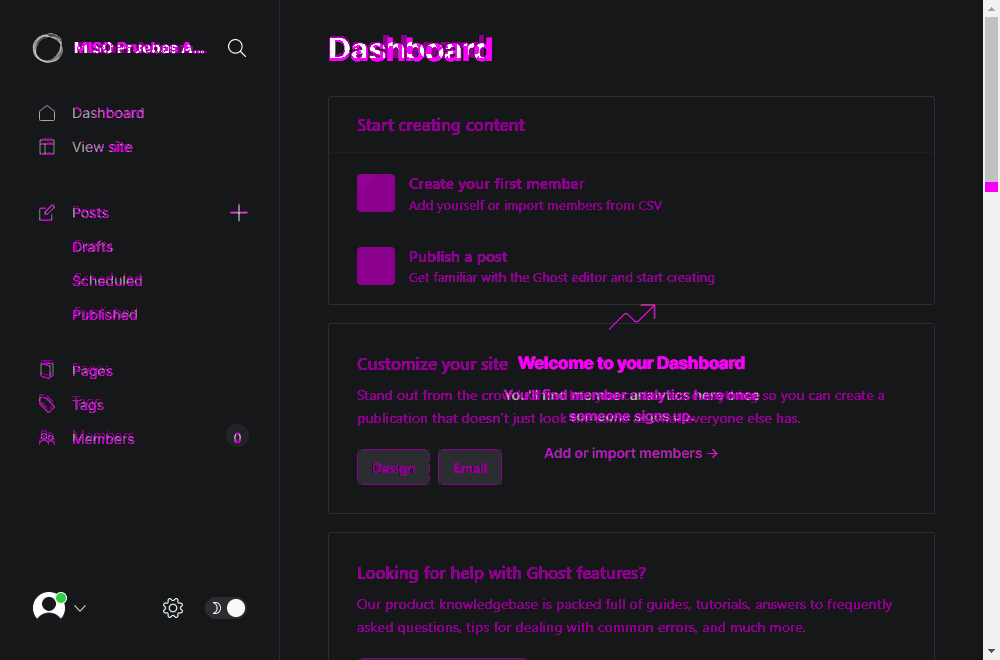 MISO Pruebas A...
Dashboard
View site
Posts
Drafts
Scheduled
Published
Pages
Tags
Members
0
Dashboard
Start creating content
Create your first member
Add yourself or import members from CSV
Publish a post
Get familiar with the Ghost editor and start creating
Customize your site
Welcome to your Dashboard
Stand out from the crowd.
so you can create a
You'll find member analytics here once
publication that doesn't just look
everyone else has.
someone signs up.
Add or import members →
Design
Email
Looking for help with Ghost features?
Our product knowledgebase is packed full of guides, tutorials, answers to frequently
asked questions, tips for dealing with common errors, and much more.